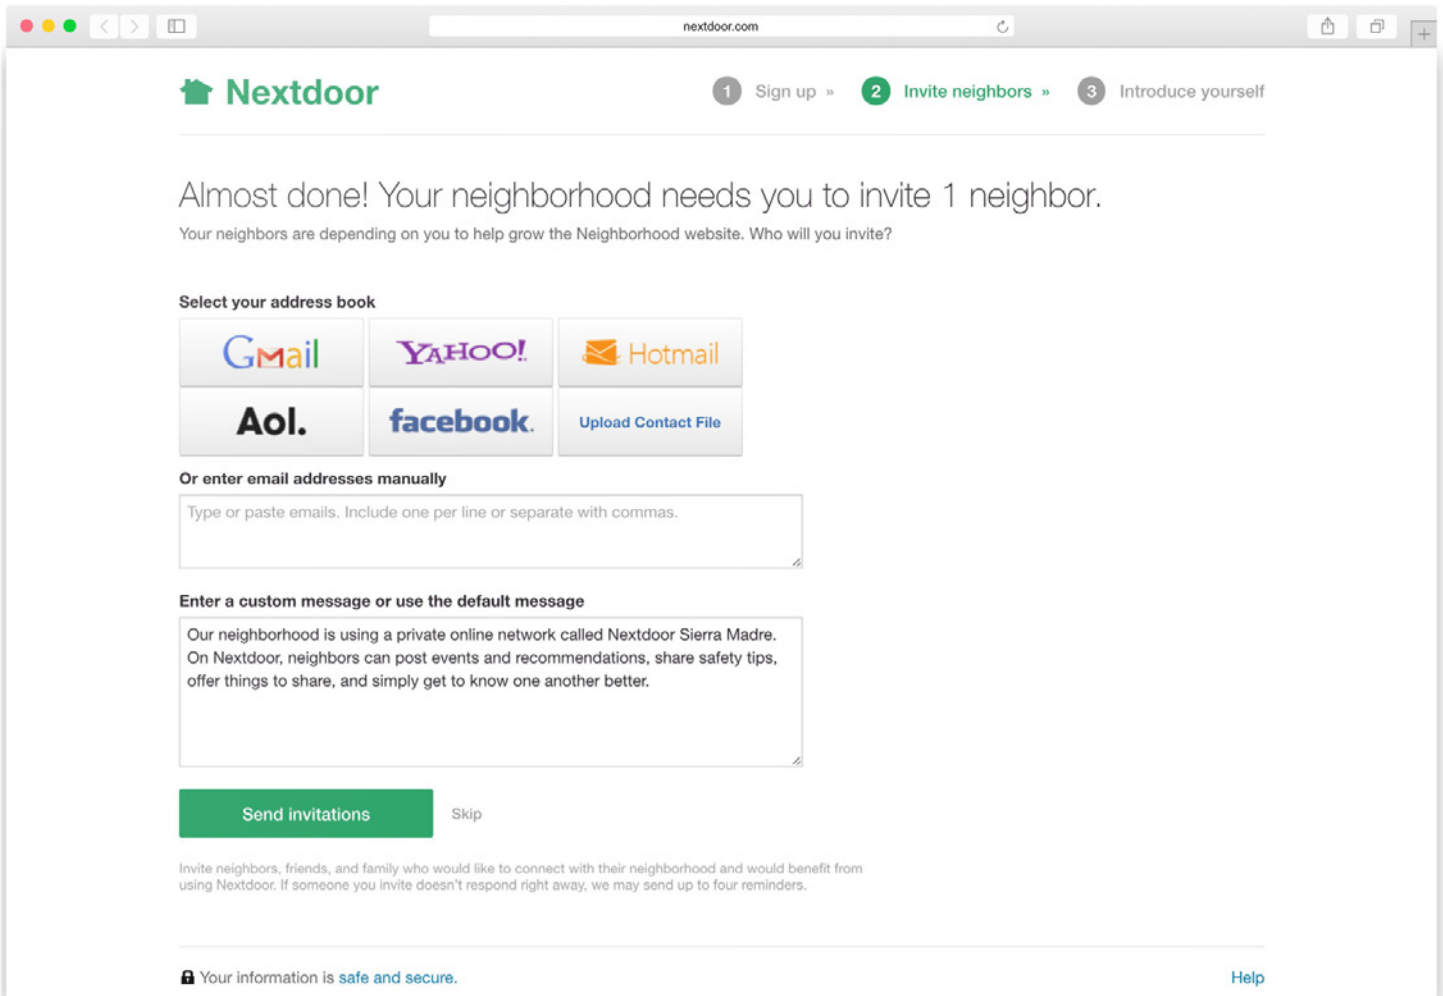 nextdoor.com
Nextdoor
1 Sign up » 2 Invite neighbors » 3 Introduce yourself
Almost done! Your neighborhood needs you to invite 1 neighbor.
Your neighbors are depending on you to help grow the Neighborhood website. Who will you invite?
Select your address book
Gmail YAHOO! Hotmail
Aol. facebook. Upload Contact File
Or enter email addresses manually
Type or paste emails. Include one per line or separate with commas.
Enter a custom message or use the default message
Our neighborhood is using a private online network called Nextdoor Sierra Madre.
On Nextdoor, neighbors can post events and recommendations, share safety tips,
offer things to share, and simply get to know one another better.
Send invitations Skip
Invite neighbors, friends, and family who would like to connect with their neighborhood and would benefit from
using Nextdoor. If someone you invite doesn't respond right away, we may send up to four reminders.
Your information is safe and secure. Help